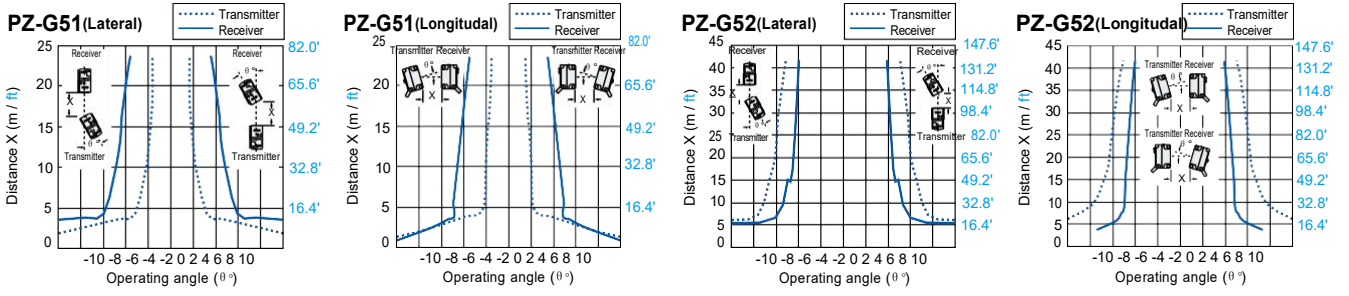 PZ-G51(Lateral)
Transmitter
Receiver
25
20
15
10
5
0
82.0'
65.6'
49.2'
32.8'
16.4'
Distance X (m / ft)
Receiver
θ°
X
θ°
Transmitter
Receiver
θ°
X
Transmitter
-10 -6 -4 -2 0 2 4 6 8 10
Operating angle (θ°)
PZ-G51(Longitudal)
Transmitter
Receiver
25
20
15
10
5
0
82.0'
65.6'
49.2'
32.8'
16.4'
Distance X (m / ft)
Transmitter Receiver
θ°
X
Transmitter Receiver
θ°
X
-10 -6 -4 -2 0 2 4 6 8 10
Operating angle (θ°)
PZ-G52(Lateral)
Transmitter
Receiver
45
40
35
30
25
20
15
10
5
0
147.6'
131.2'
114.8'
98.4'
82.0'
65.6'
49.2'
32.8'
16.4'
Distance X (m / ft)
Receiver
X
θ°
Transmitter
Receiver
θ°
X
Transmitter
-10 -8 -6 -4 -2 0 2 4 6 8 10
Operating angle (θ°)
PZ-G52(Longitudal)
Transmitter
Receiver
45
40
35
30
25
20
15
10
5
0
147.6'
131.2'
114.8'
98.4'
82.0'
65.6'
49.2'
32.8'
16.4'
Distance X (m / ft)
Transmitter Receiver
θ°
X
Transmitter Receiver
θ°
X
-10 -8 -6 -4 -2 0 2 4 6 8 10
Operating angle (θ°)